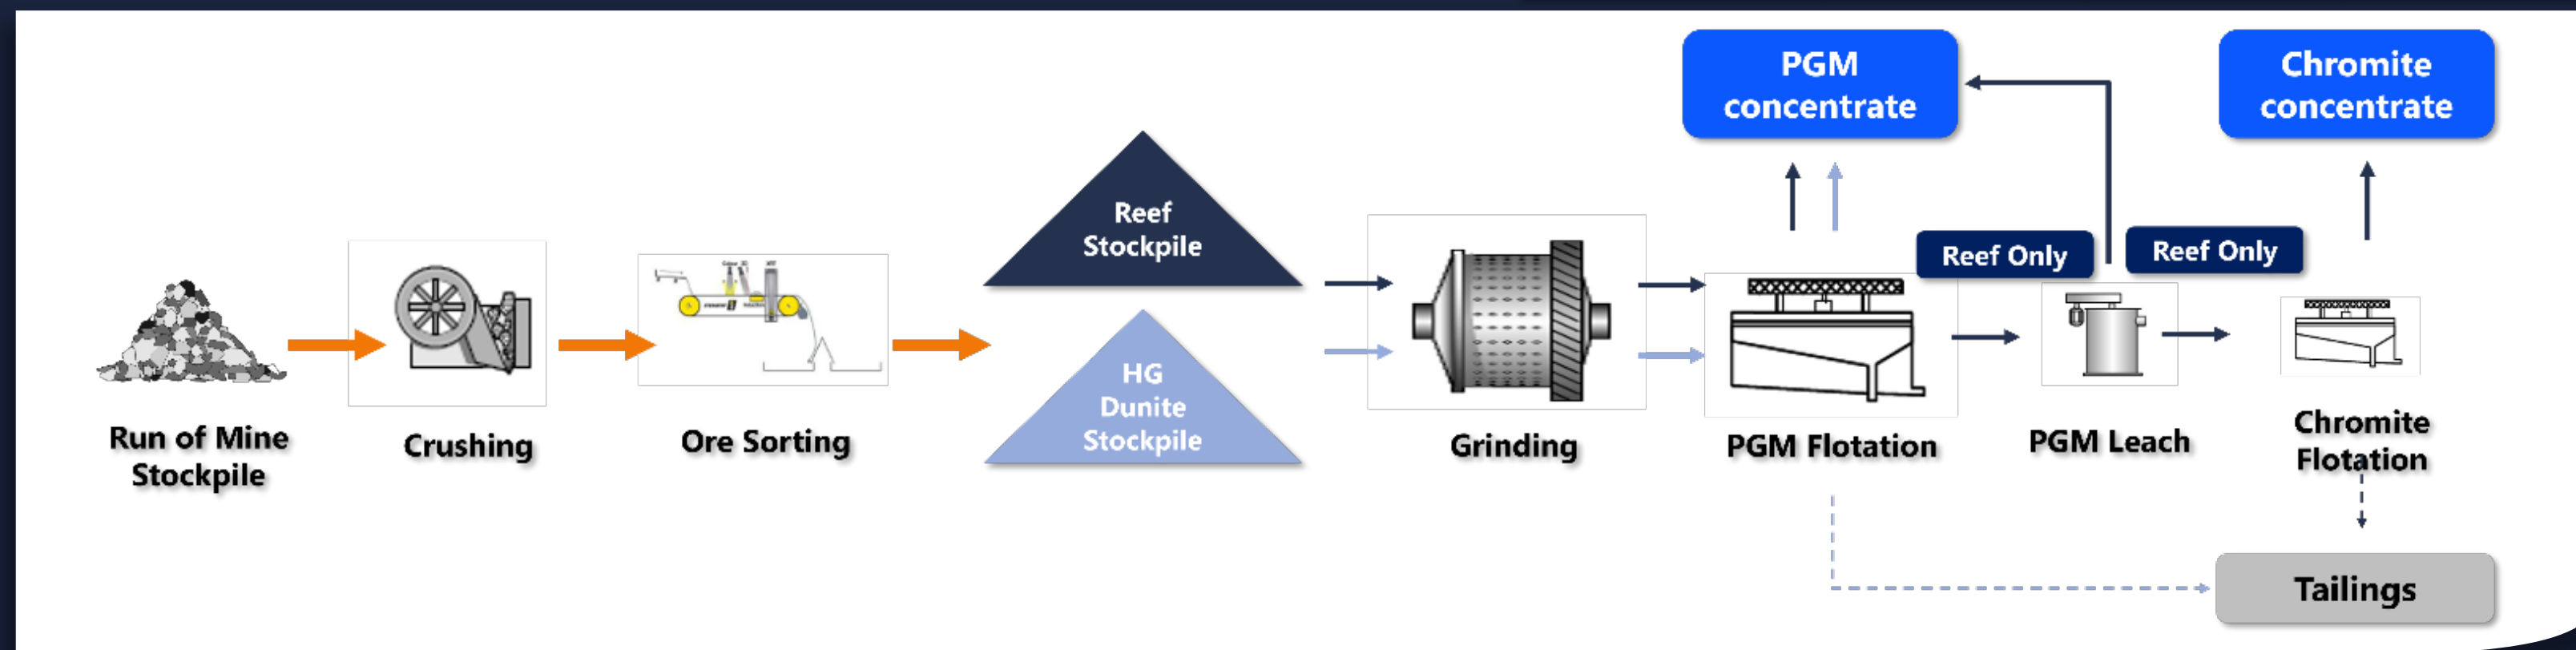 PGM
concentrate
Chromite
concentrate
Reef
Stockpile
Reef Only
Reef Only
HG
Dunite
Stockpile
Run of Mine
Stockpile
Crushing
Ore Sorting
Grinding
PGM Flotation
PGM Leach
Chromite
Flotation
Tailings